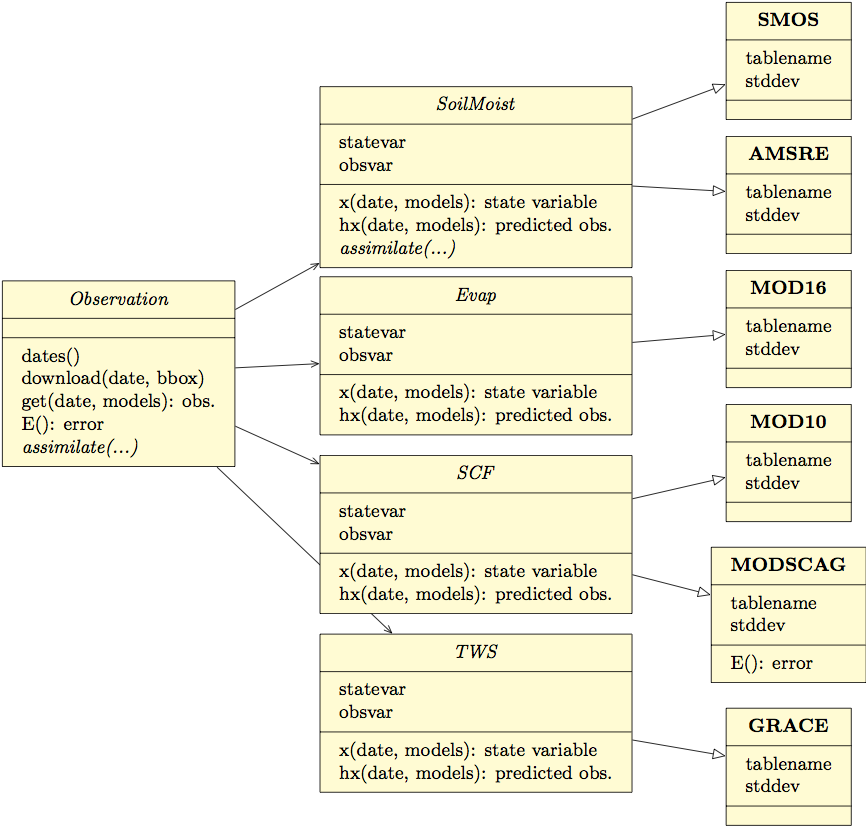 Observation
dates()
download(date, bbox)
get(date, models): obs.
E(): error
assimilate(...)
SoilMoist
statevar
obsvar
x(date, models): state variable
hx(date, models): predicted obs.
assimilate(...)
Evap
statevar
obsvar
x(date, models): state variable
hx(date, models): predicted obs.
SCF
statevar
obsvar
x(date, models): state variable
hx(date, models): predicted obs.
TWS
statevar
obsvar
x(date, models): state variable
hx(date, models): predicted obs.
SMOS
tablename
stddev
AMSRE
tablename
stddev
MOD16
tablename
stddev
MOD10
tablename
stddev
MODSCAG
tablename
stddev
E(): error
GRACE
tablename
stddev